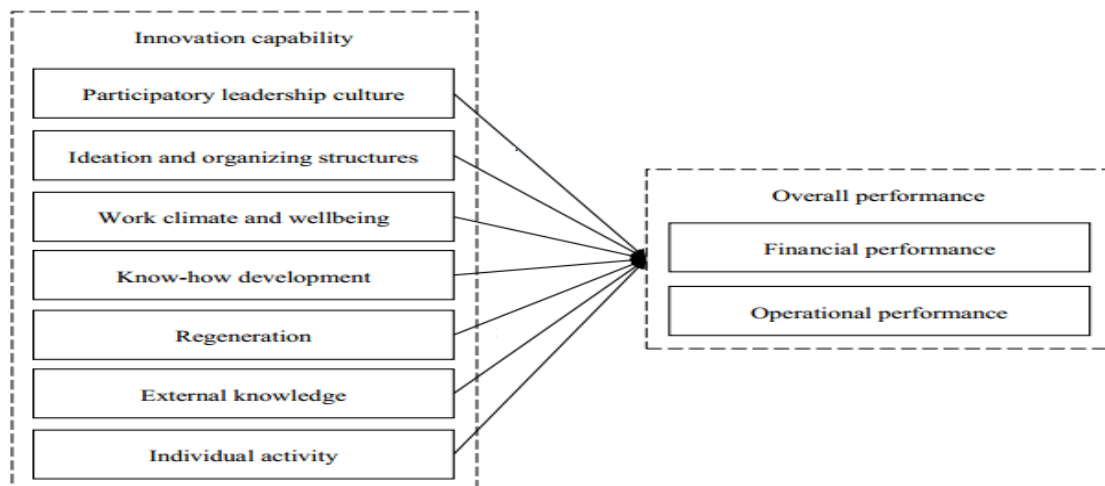 Innovation capability
Participatory leadership culture
Ideation and organizing structures
Work climate and wellbeing
Know-how development
Regeneration
External knowledge
Individual activity
Overall performance
Financial performance
Operational performance